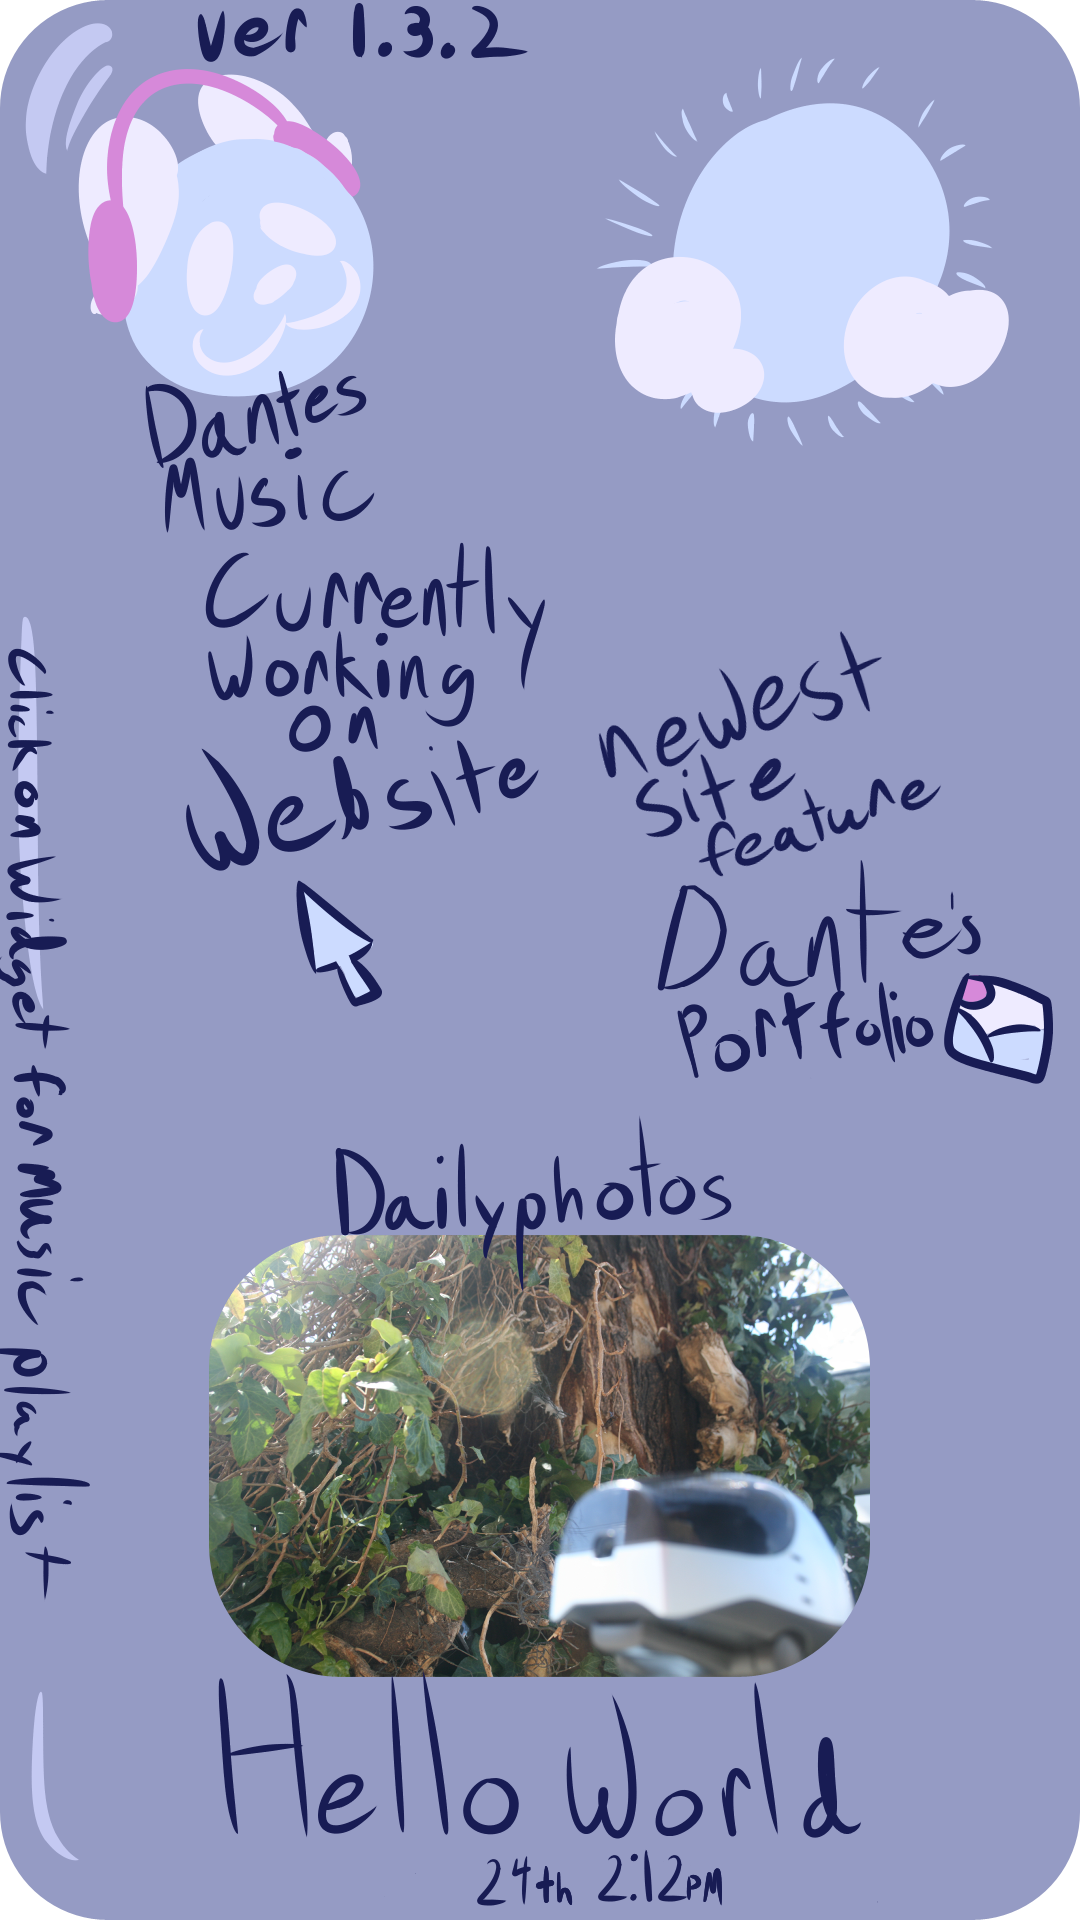 ver 1.3.2
Dantes
Music
Currently
working
on
Website
newest
site
feature
Dante's
Portfolio
click on widget for music playlist
Dailyphotos
Hello World
24th 2:12PM